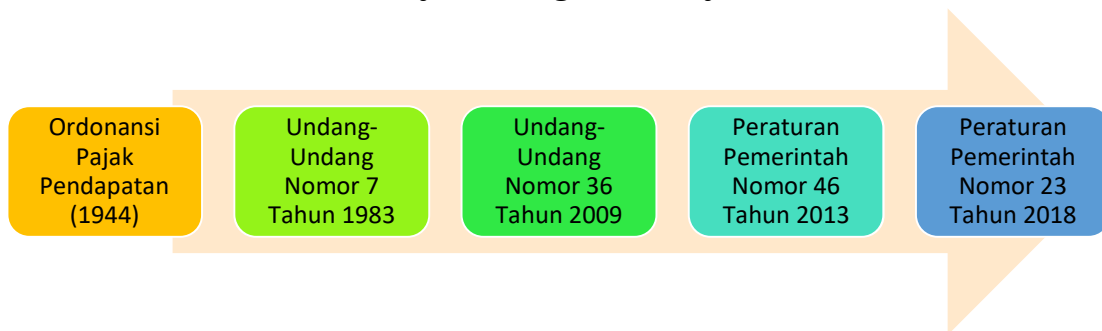 Ordonansi
Pajak
Pendapatan
(1944)
Undang-
Undang
Nomor 7
Tahun 1983
Undang-
Undang
Nomor 36
Tahun 2009
Peraturan
Pemerintah
Nomor 46
Tahun 2013
Peraturan
Pemerintah
Nomor 23
Tahun 2018